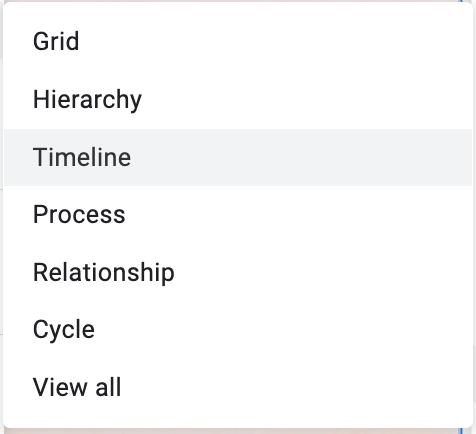 Grid
Hierarchy
Timeline
Process
Relationship
Cycle
View all